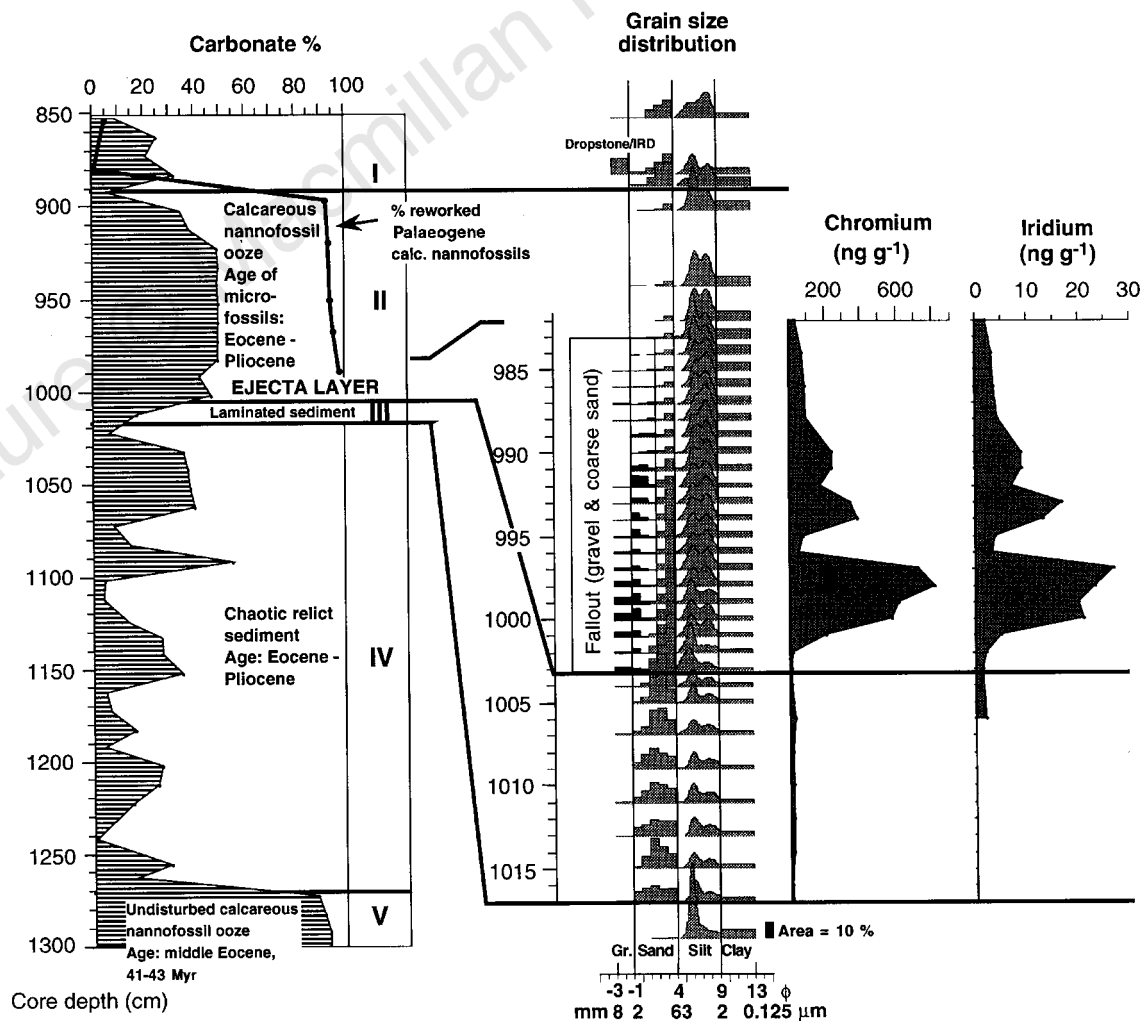 Grain size
distribution
Carbonate %
0 20 40 60 80 100
850
900
950
1000
1050
1100
1150
1200
1250
1300
Core depth (cm)
I
II
III
IV
V
Calcareous
nannofossil
ooze
Age of
micro-
fossils:
Eocene -
Pliocene
% reworked
Palaeogene
calc. nannofossils
EJECTA LAYER
Laminated sediment
Chaotic relict
sediment
Age: Eocene -
Pliocene
Undisturbed calcareous
nannofossil ooze
Age: middle Eocene,
41-43 Myr
Dropstone/IRD
985
990
995
1000
1005
1010
1015
Fallout (gravel & coarse sand)
Area = 10 %
Gr. Sand Silt Clay
-3 -1 4 9 13 ϕ
mm 8 2 63 2 0.125 μm
Chromium
(ng g⁻¹)
200 600
Iridium
(ng g⁻¹)
0 10 20 30
Macmillan